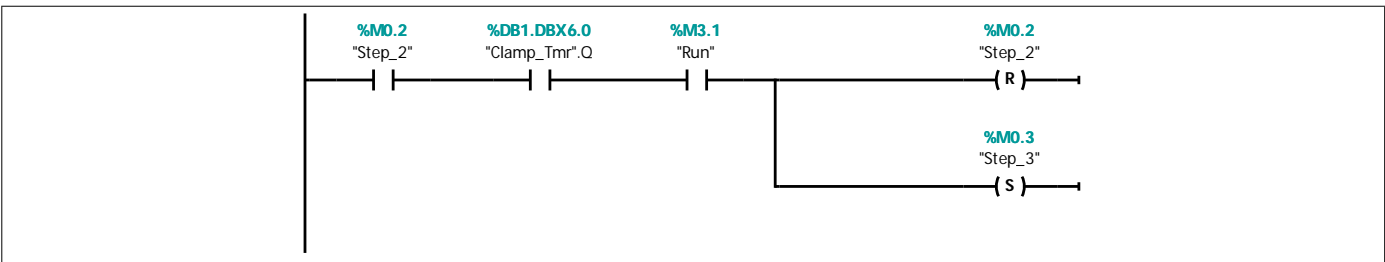 %M0.2 %DB1.DBX6.0 %M3.1 %M0.2
"Step_2" "Clamp_Tmr".Q "Run" "Step_2"
R
%M0.3
"Step_3"
S